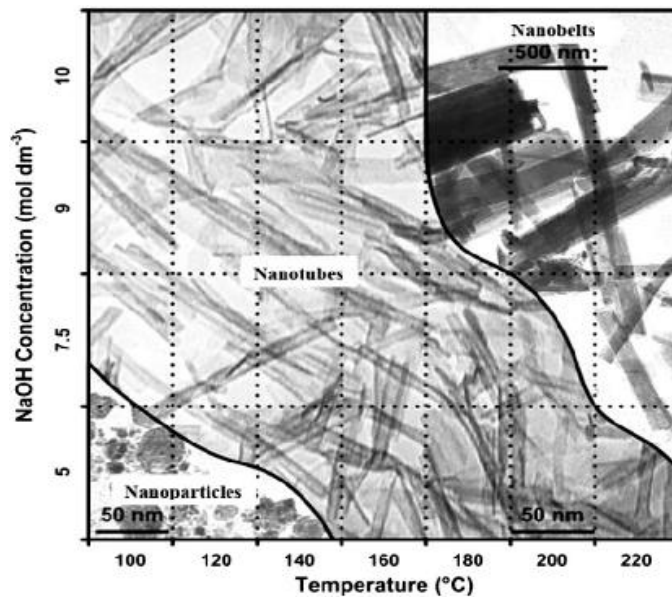 Nanobelts
500 nm
10
9
7.5
5
NaOH Concentration (mol dm⁻³)
Nanotubes
Nanoparticles
50 nm
50 nm
100 120 140 160 180 200 220
Temperature (°C)